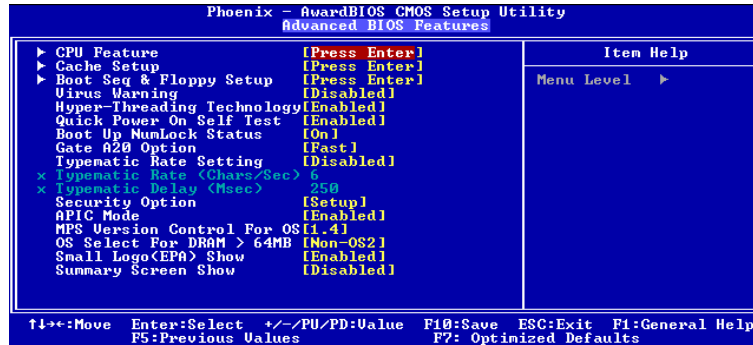 Phoenix - AwardBIOS CMOS Setup Utility
Advanced BIOS Features
► CPU Feature [Press Enter]
► Cache Setup [Press Enter]
► Boot Seq & Floppy Setup [Press Enter]
Virus Warning [Disabled]
Hyper-Threading Technology[Enabled]
Quick Power On Self Test [Enabled]
Boot Up NumLock Status [On]
Gate A20 Option [Fast]
Typematic Rate Setting [Disabled]
x Typematic Rate (Chars/Sec) 6
x Typematic Delay (Msec) 250
Security Option [Setup]
APIC Mode [Enabled]
MPS Version Control For OS[1.4]
OS Select For DRAM > 64MB [Non-OS2]
Small Logo(EPA) Show [Enabled]
Summary Screen Show [Disabled]
Item Help
Menu Level ►
↑↓→←:Move Enter:Select +/-/PU/PD:Value F10:Save ESC:Exit F1:General Help
F5:Previous Values F7: Optimized Defaults